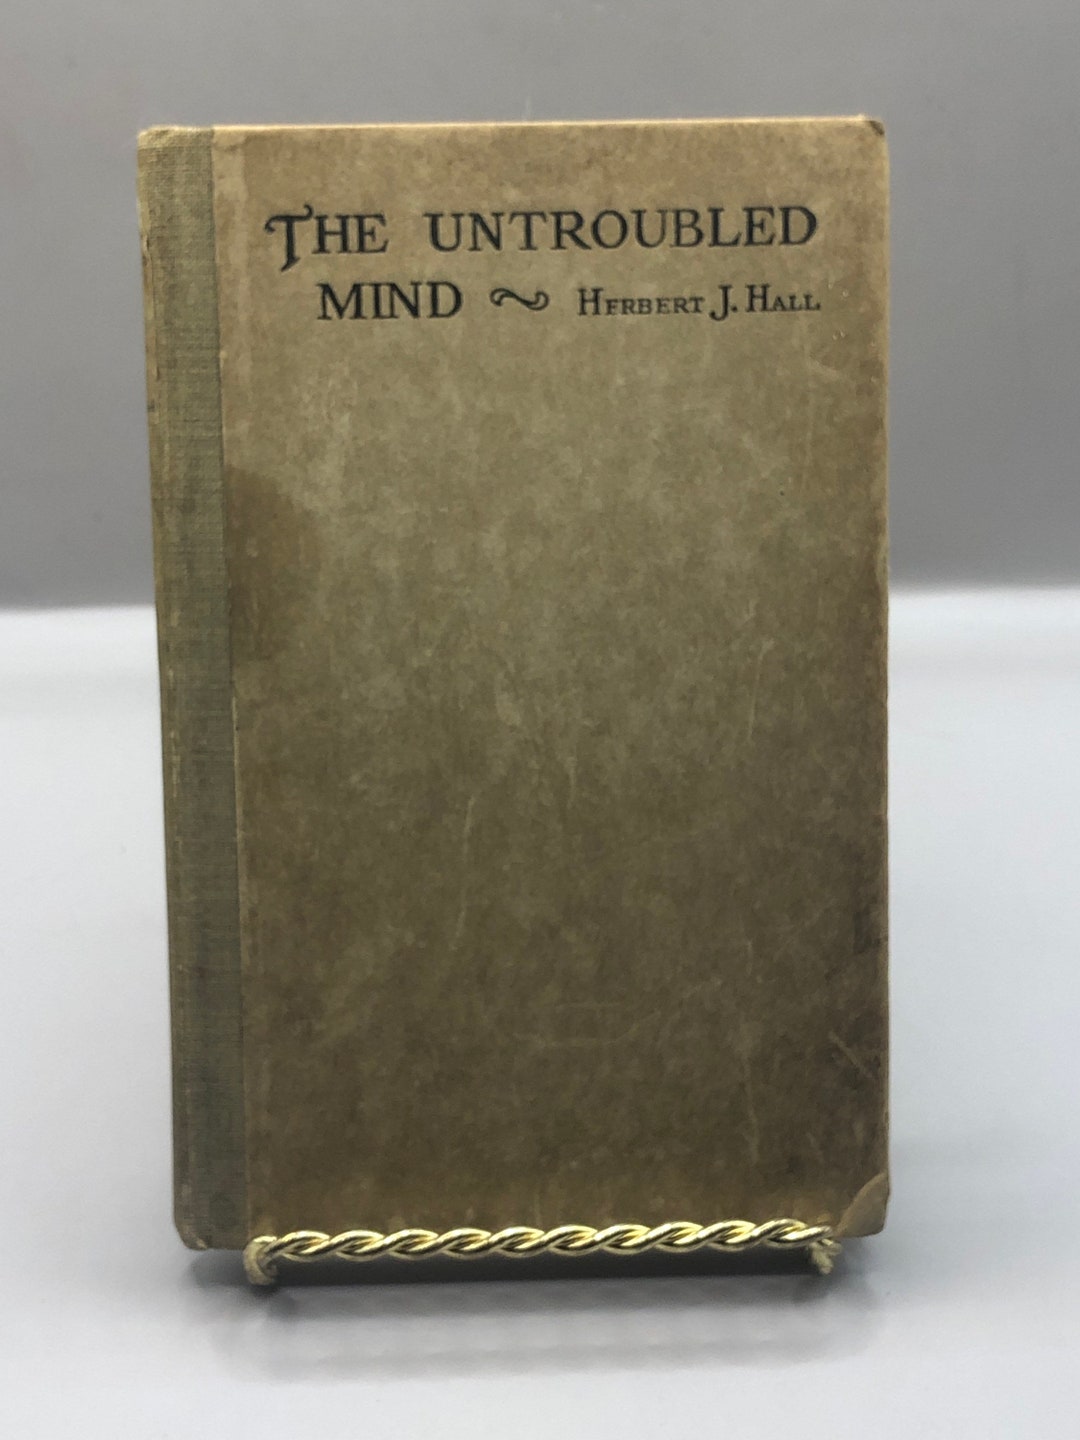 THE UNTROUBLED
MIND ~ HERBERT J. HALL